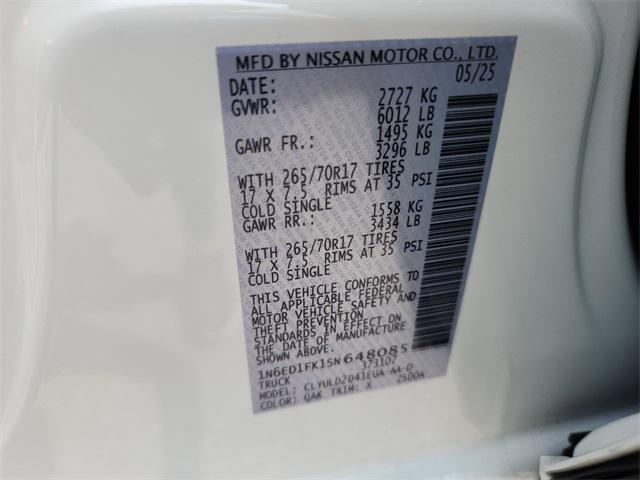 MFD BY NISSAN MOTOR CO., LTD.
DATE: 05/25
GVWR: 2727 KG
6012 LB
GAWR FR.: 1495 KG
3296 LB
WITH 265/70R17 TIRES
17 X 7.5 RIMS AT 35 PSI
COLD SINGLE
GAWR RR.: 1558 KG
3434 LB
WITH 265/70R17 TIRES
17 X 7.5 RIMS AT 35 PSI
COLD SINGLE
THIS VEHICLE CONFORMS TO
ALL APPLICABLE FEDERAL
MOTOR VEHICLE SAFETY AND
THEFT PREVENTION
STANDARDS IN EFFECT ON
THE DATE OF MANUFACTURE
SHOWN ABOVE.
1N6ED1FK1SN648085
TRUCK 373107
MODEL: CLYULD2D41EUA-AA-D
COLOR: QAK TRIM: X 2500A